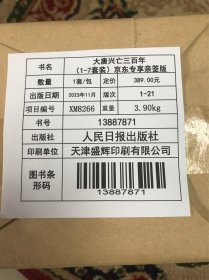 书名 大唐兴亡三百年
（1-7套装）京东专享亲签版
数量 1套/包 定价 389.00元
出版日期 2023年11月 版次 1-21
项目编号 XM8266 重量 3.90kg
书号 13887871
出版社 人民日报出版社
印刷单位 天津盛辉印刷有限公司
图书条形码
13887871